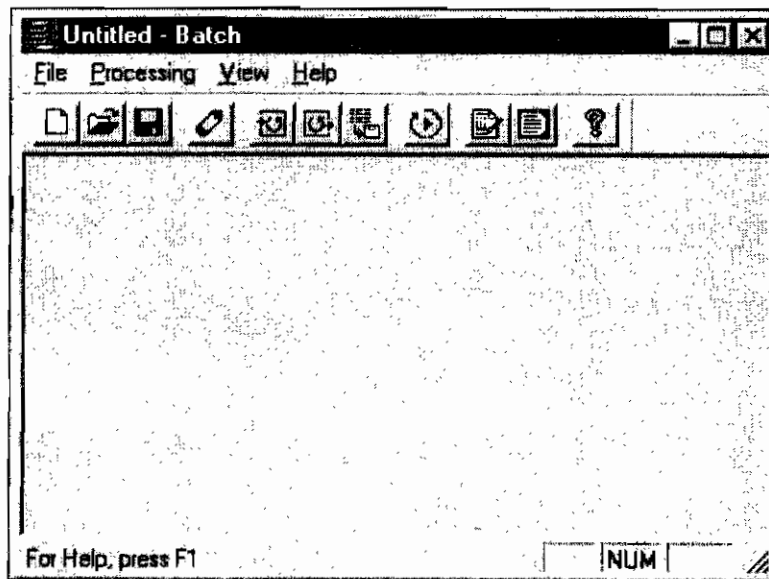 Untitled - Batch
File Processing View Help
For Help, press F1 NUM